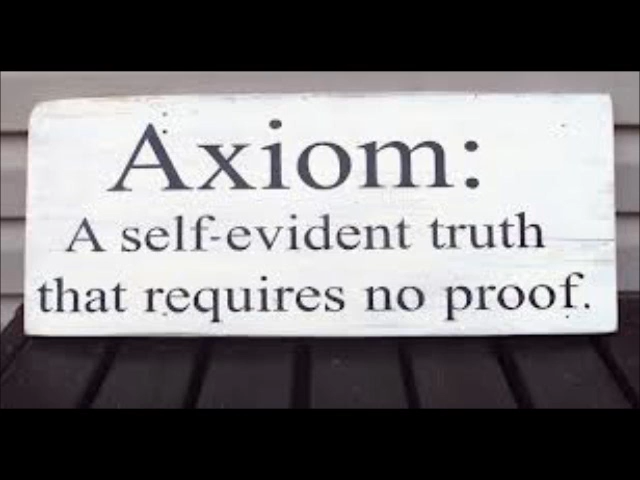 Axiom:
A self-evident truth
that requires no proof.